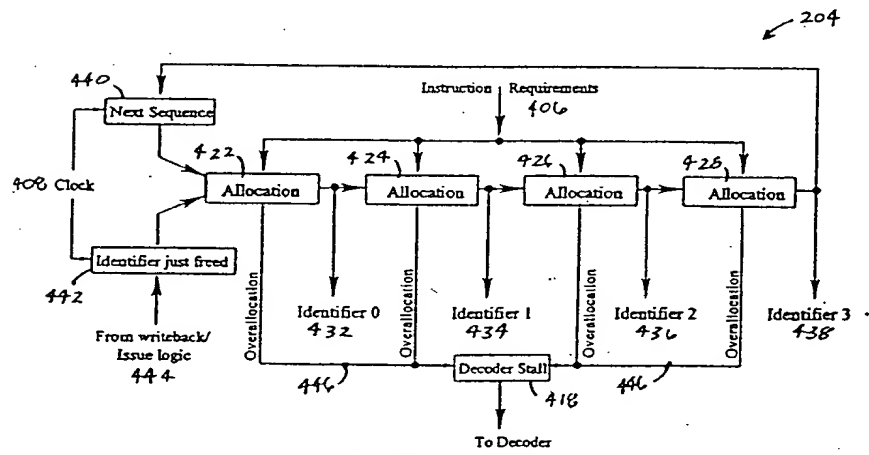 204
440
Next Sequence
Instruction Requirements
406
422
424
426
428
408 Clock
Allocation
Allocation
Allocation
Allocation
Identifier just freed
442
Overallocation
Overallocation
Overallocation
Overallocation
Identifier 0
432
Identifier 1
434
Identifier 2
436
Identifier 3
438
From writeback/
Issue logic
444
446
Decoder Stall
418
446
To Decoder